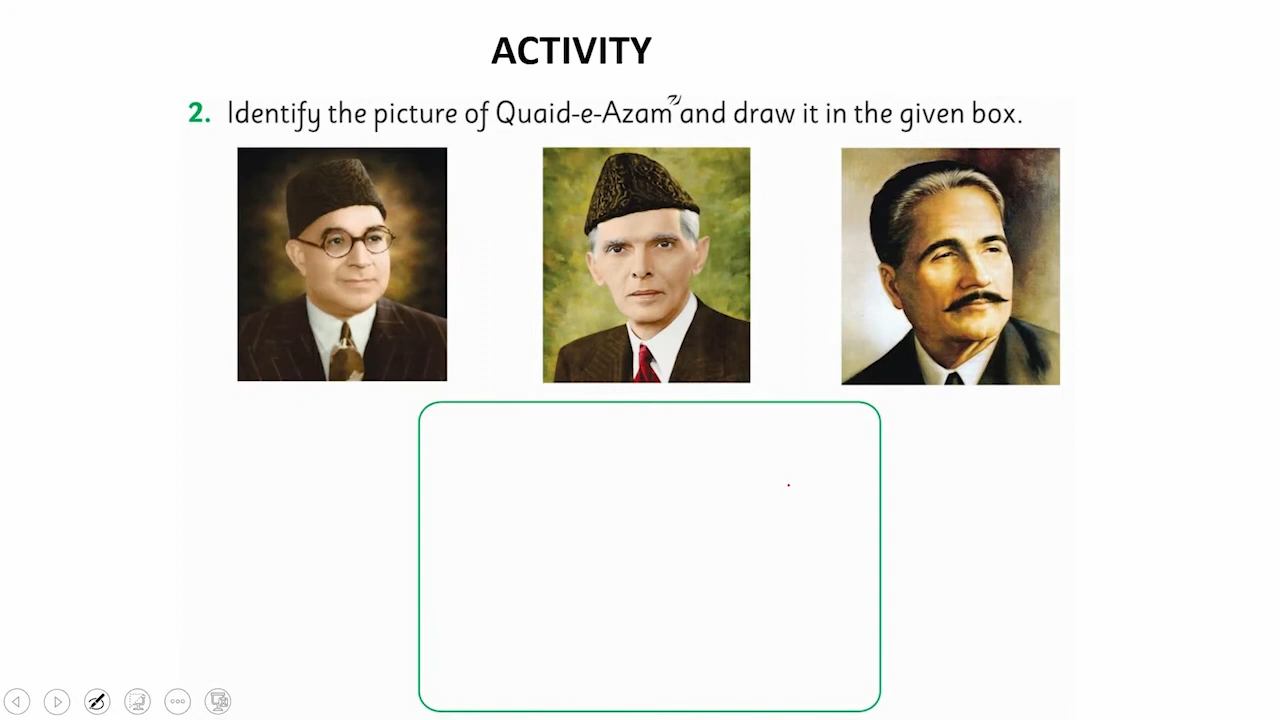 ACTIVITY
2. Identify the picture of Quaid-e-Azamؒ and draw it in the given box.